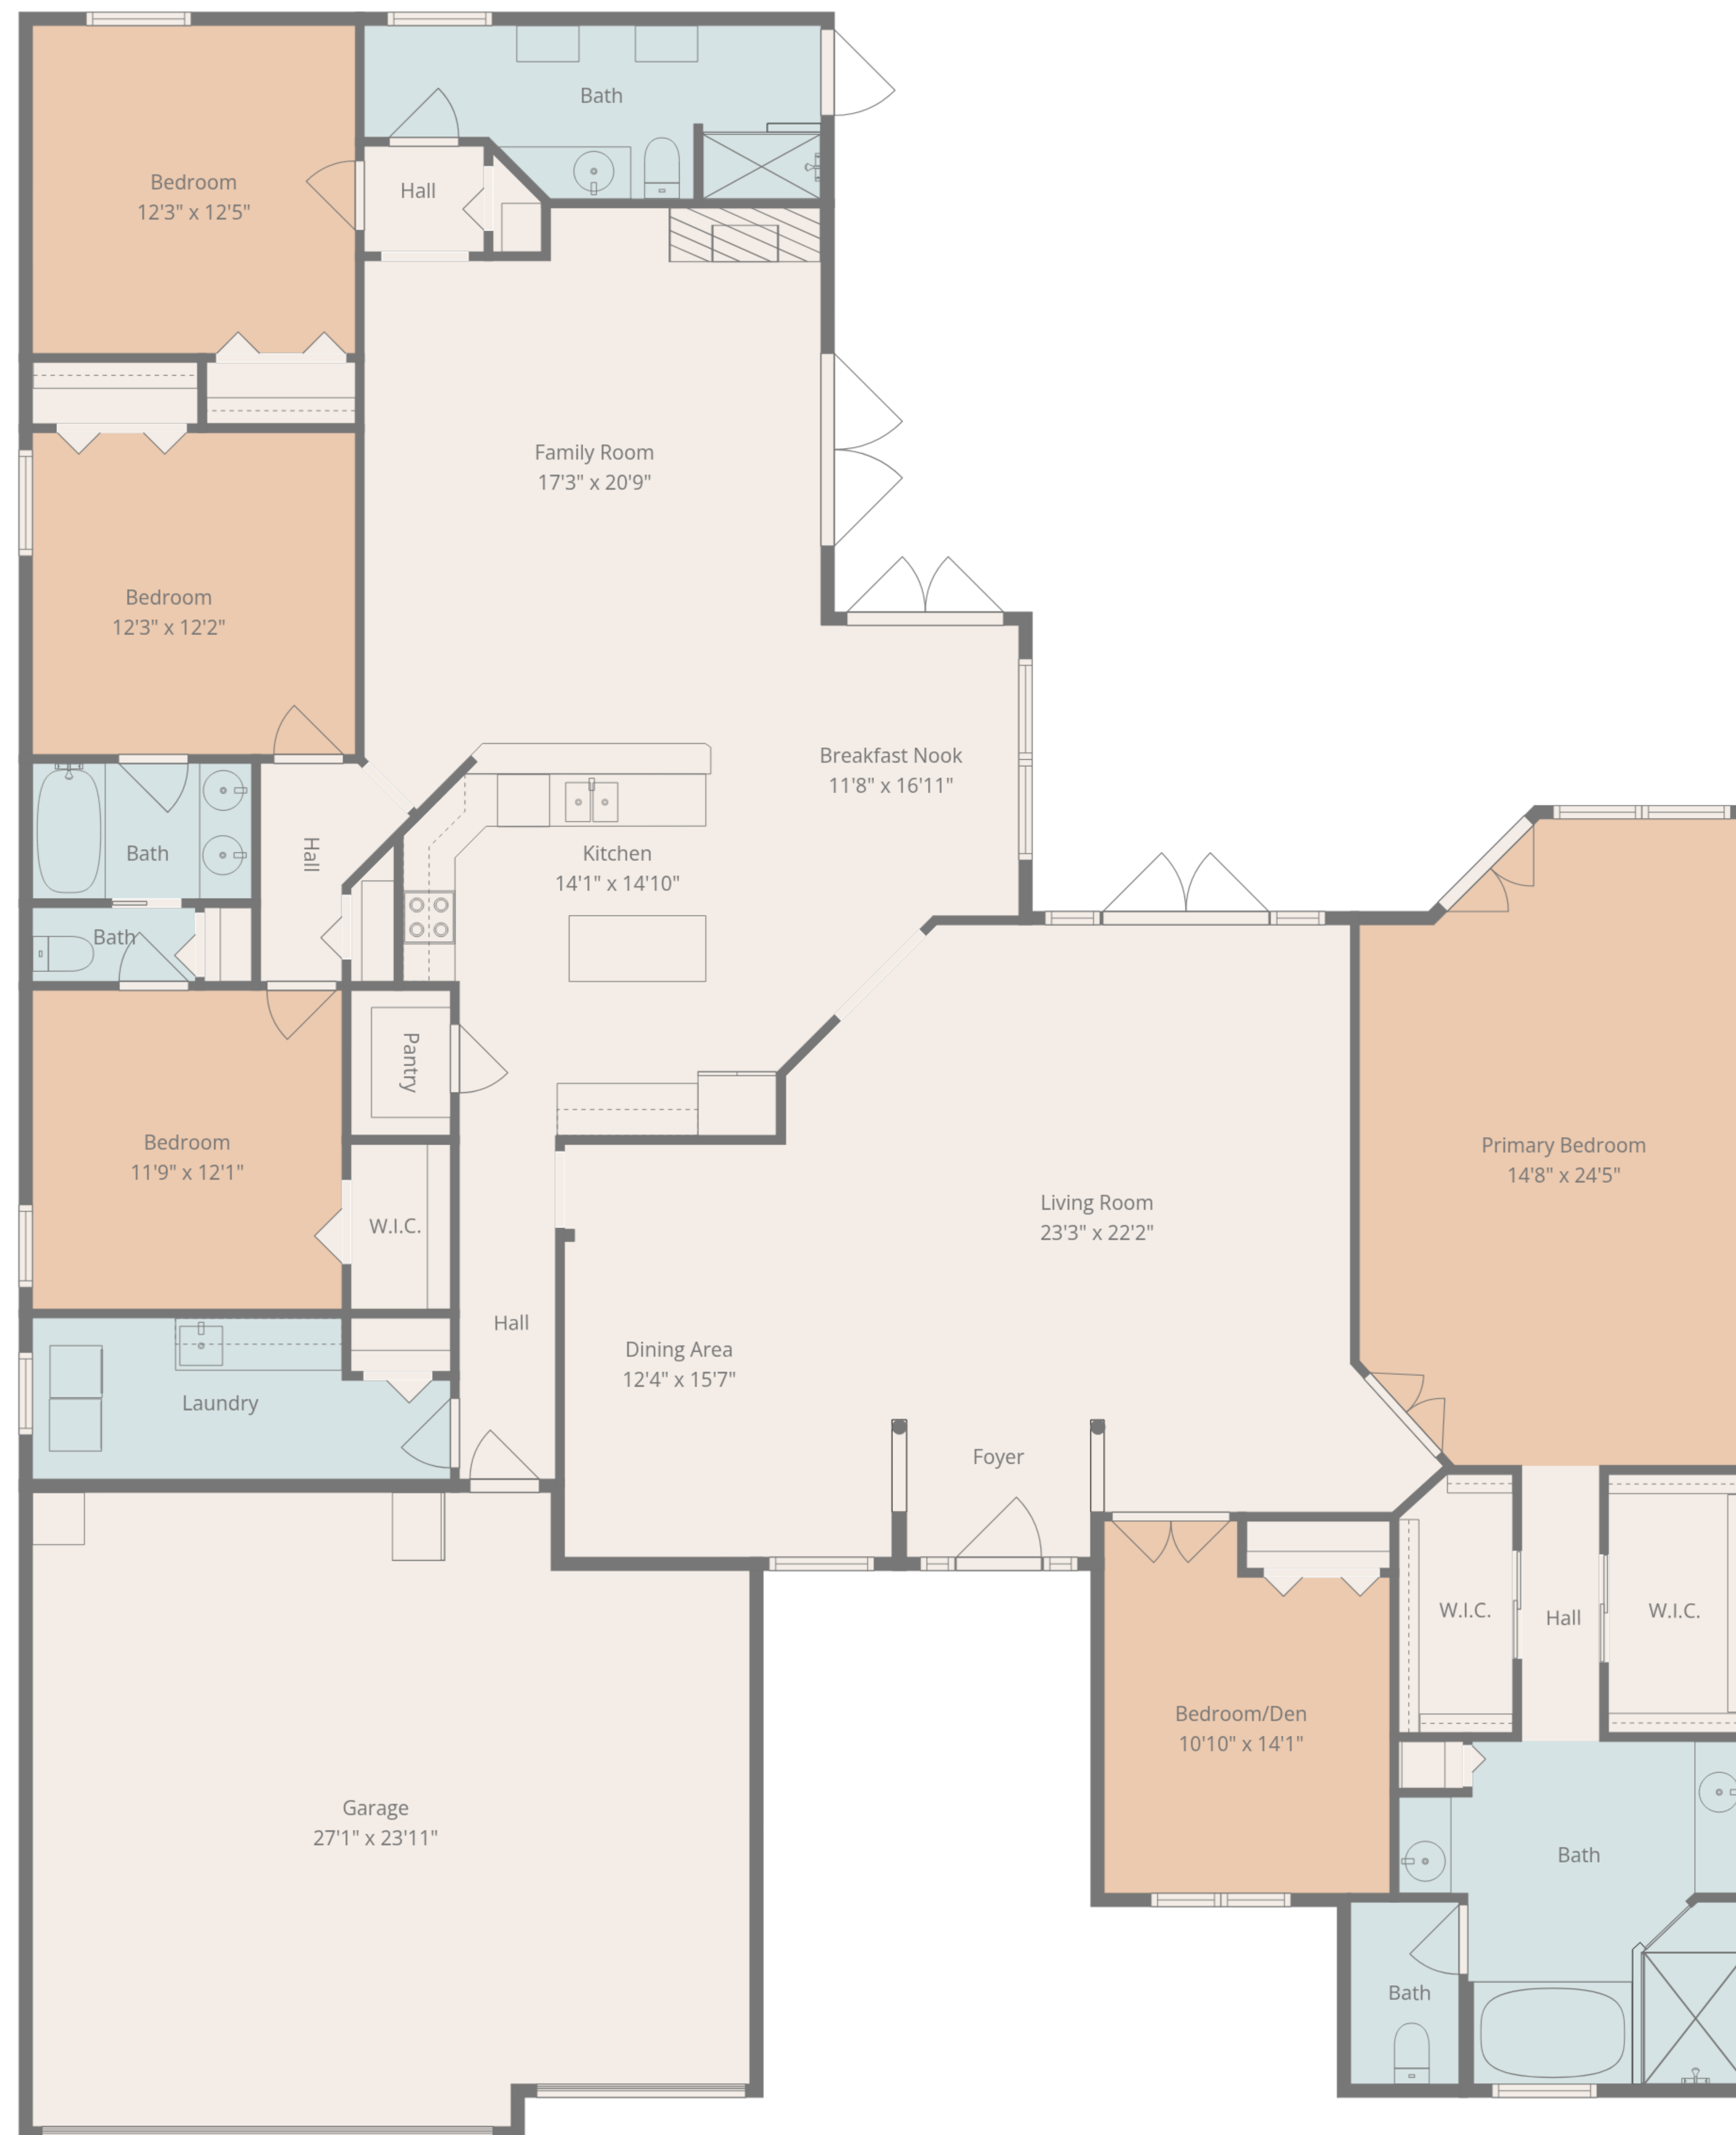 Bath
Bedroom
12'3" x 12'5"
Hall
Family Room
17'3" x 20'9"
Bedroom
12'3" x 12'2"
Breakfast Nook
11'8" x 16'11"
Bath
Hall
Kitchen
14'1" x 14'10"
Bath
Pantry
Bedroom
11'9" x 12'1"
Primary Bedroom
14'8" x 24'5"
W.I.C.
Living Room
23'3" x 22'2"
Hall
Dining Area
12'4" x 15'7"
Laundry
Foyer
W.I.C.
Hall
W.I.C.
Bedroom/Den
10'10" x 14'1"
Garage
27'1" x 23'11"
Bath
Bath